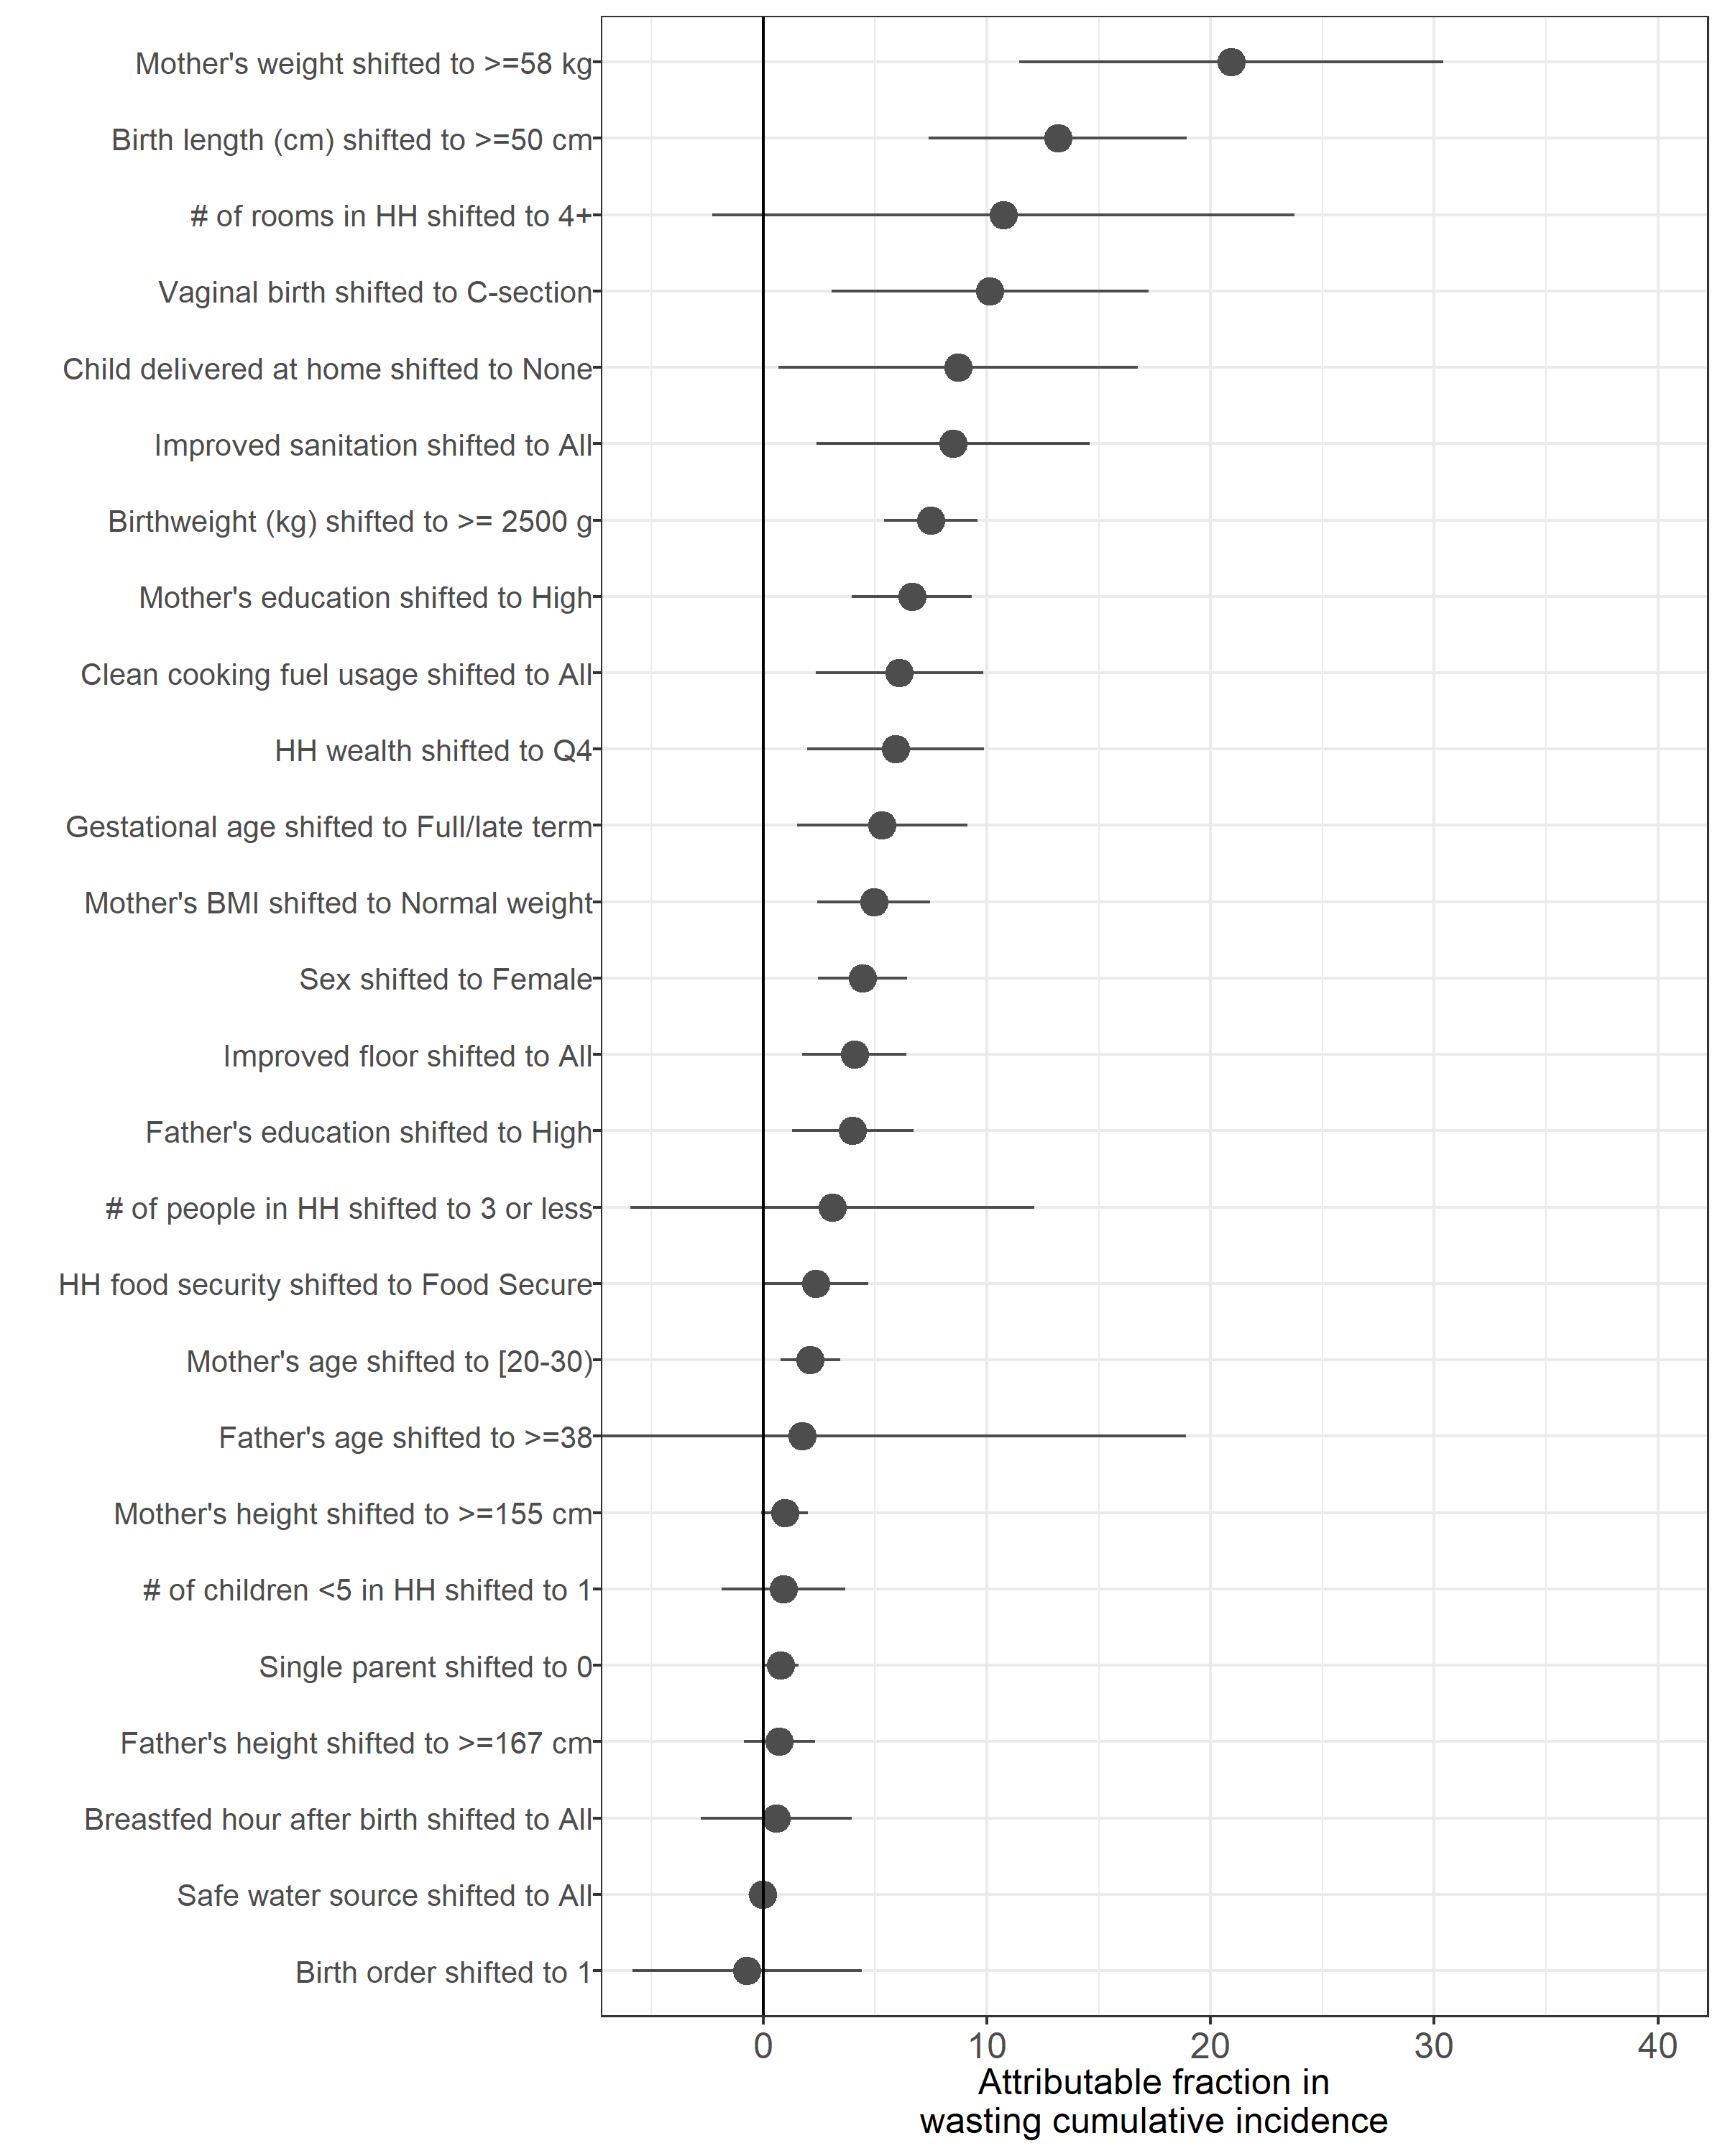 Mother's weight shifted to >=58 kg
Birth length (cm) shifted to >=50 cm
# of rooms in HH shifted to 4+
Vaginal birth shifted to C-section
Child delivered at home shifted to None
Improved sanitation shifted to All
Birthweight (kg) shifted to >= 2500 g
Mother's education shifted to High
Clean cooking fuel usage shifted to All
HH wealth shifted to Q4
Gestational age shifted to Full/late term
Mother's BMI shifted to Normal weight
Sex shifted to Female
Improved floor shifted to All
Father's education shifted to High
# of people in HH shifted to 3 or less
HH food security shifted to Food Secure
Mother's age shifted to [20-30)
Father's age shifted to >=38
Mother's height shifted to >=155 cm
# of children <5 in HH shifted to 1
Single parent shifted to 0
Father's height shifted to >=167 cm
Breastfed hour after birth shifted to All
Safe water source shifted to All
Birth order shifted to 1
0 10 20 30 40
Attributable fraction in
wasting cumulative incidence